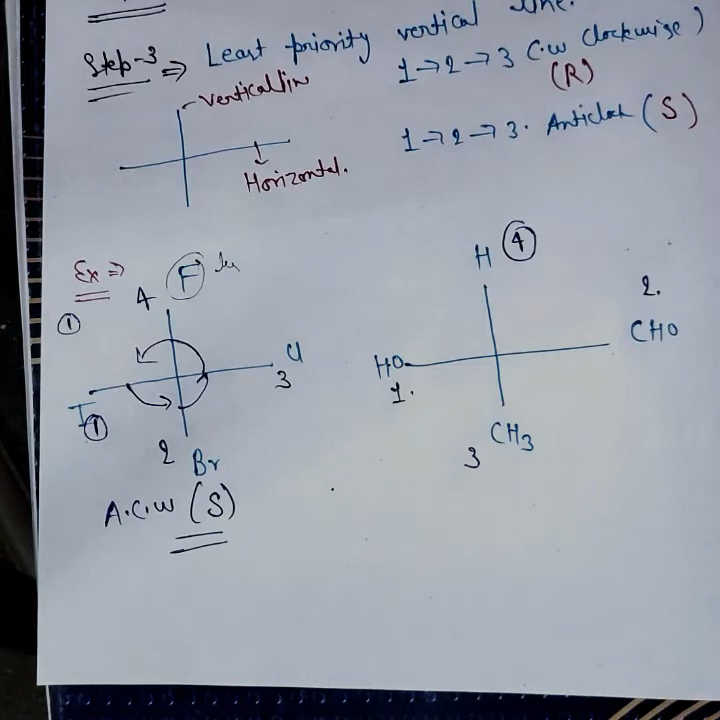 Step-3 ⇒ Least priority vertical line.
1→2→3 (C.W Clockwise)
(R)
vertical lin
1→2→3. Anticlock (S)
Horizontal.
Ex ⇒
①
4 F
Cl
3
I ①
2 Br
A.C.W (S)
H ④
2.
CHO
HO
1.
CH3
3